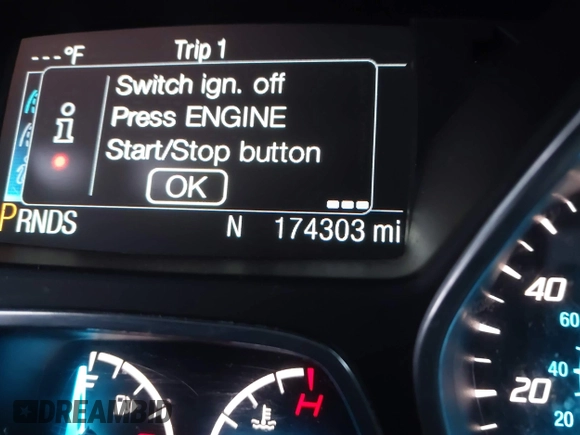 ---°F Trip 1
Switch ign. off
Press ENGINE
Start/Stop button
OK
PRNDS N 174303 mi
40
60
F
H
40
20
20
DREAMBID